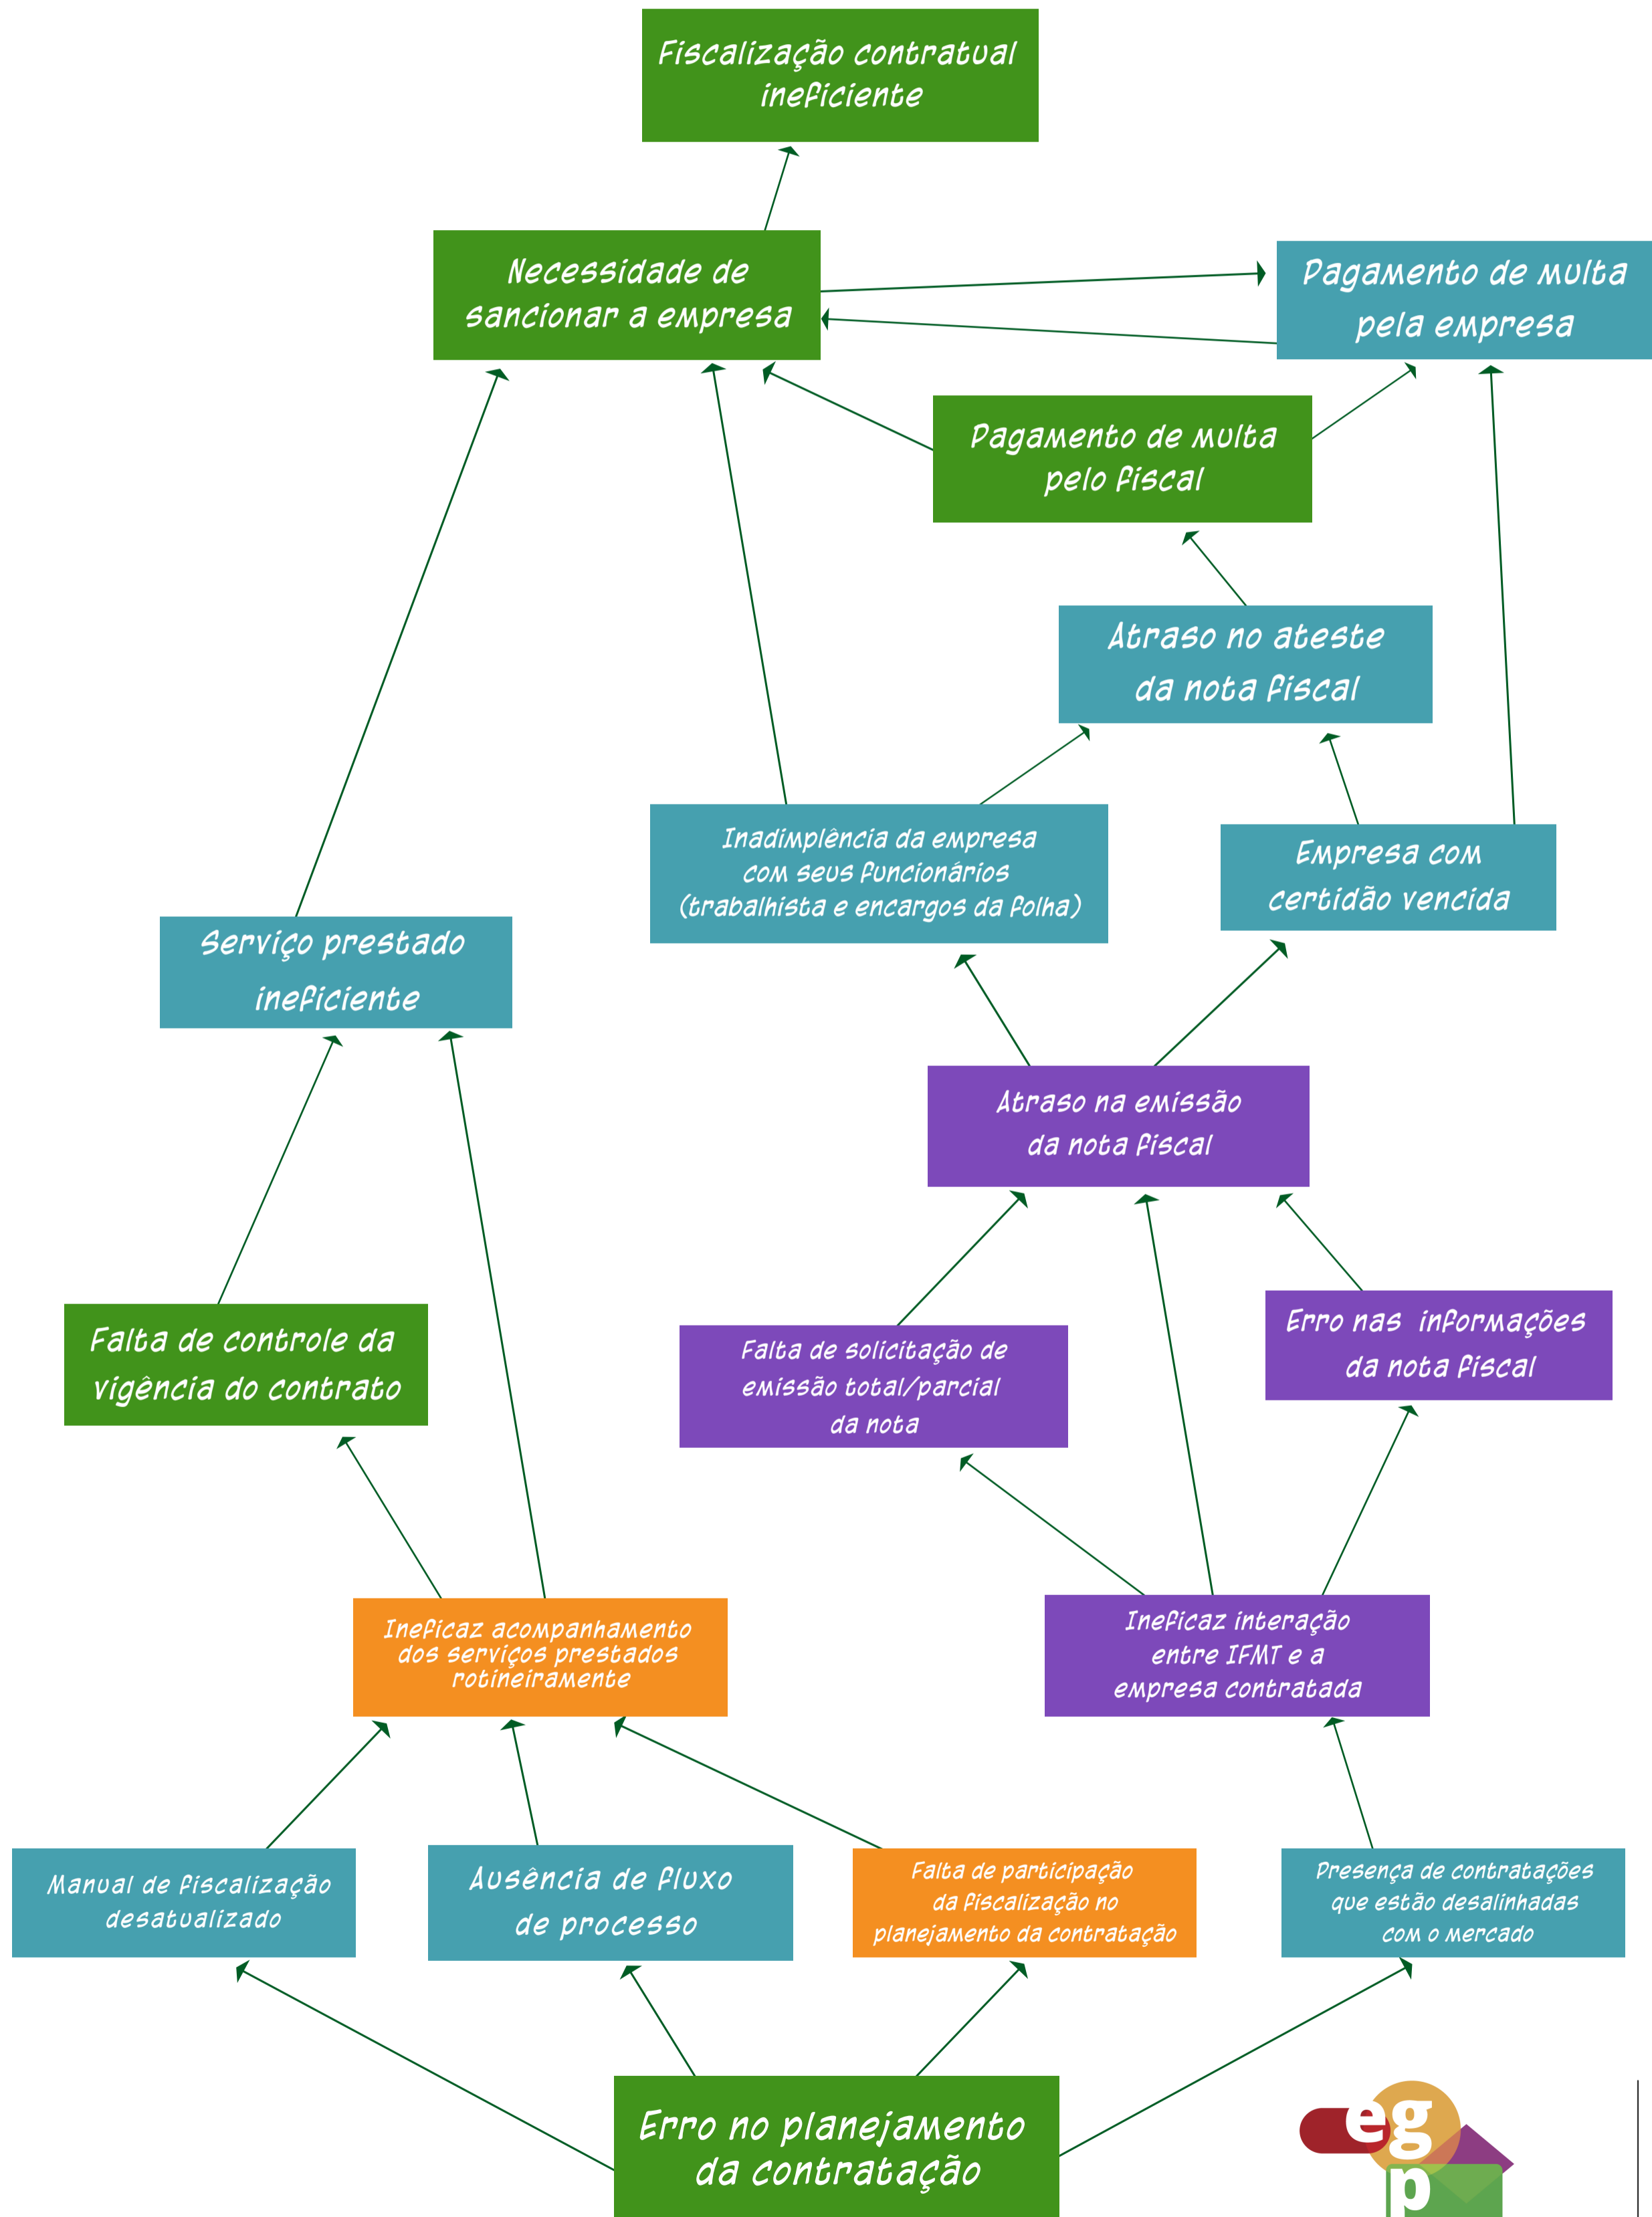 Fiscalização contratual
ineficiente
Necessidade de
sancionar a empresa
Pagamento de multa
pela empresa
Pagamento de multa
pelo fiscal
Atraso no ateste
da nota fiscal
Inadimplência da empresa
com seus funcionários
(trabalhista e encargos da folha)
Empresa com
certidão vencida
Serviço prestado
ineficiente
Atraso na emissão
da nota fiscal
Falta de controle da
vigência do contrato
Falta de solicitação de
emissão total/parcial
da nota
Erro nas informações
da nota fiscal
Ineficaz acompanhamento
dos serviços prestados
rotineiramente
Ineficaz interação
entre IFMT e a
empresa contratada
Manual de fiscalização
desatualizado
Ausência de fluxo
de processo
Falta de participação
da fiscalização no
planejamento da contratação
Presença de contratações
que estão desalinhadas
com o mercado
Erro no planejamento
da contratação
eg
p